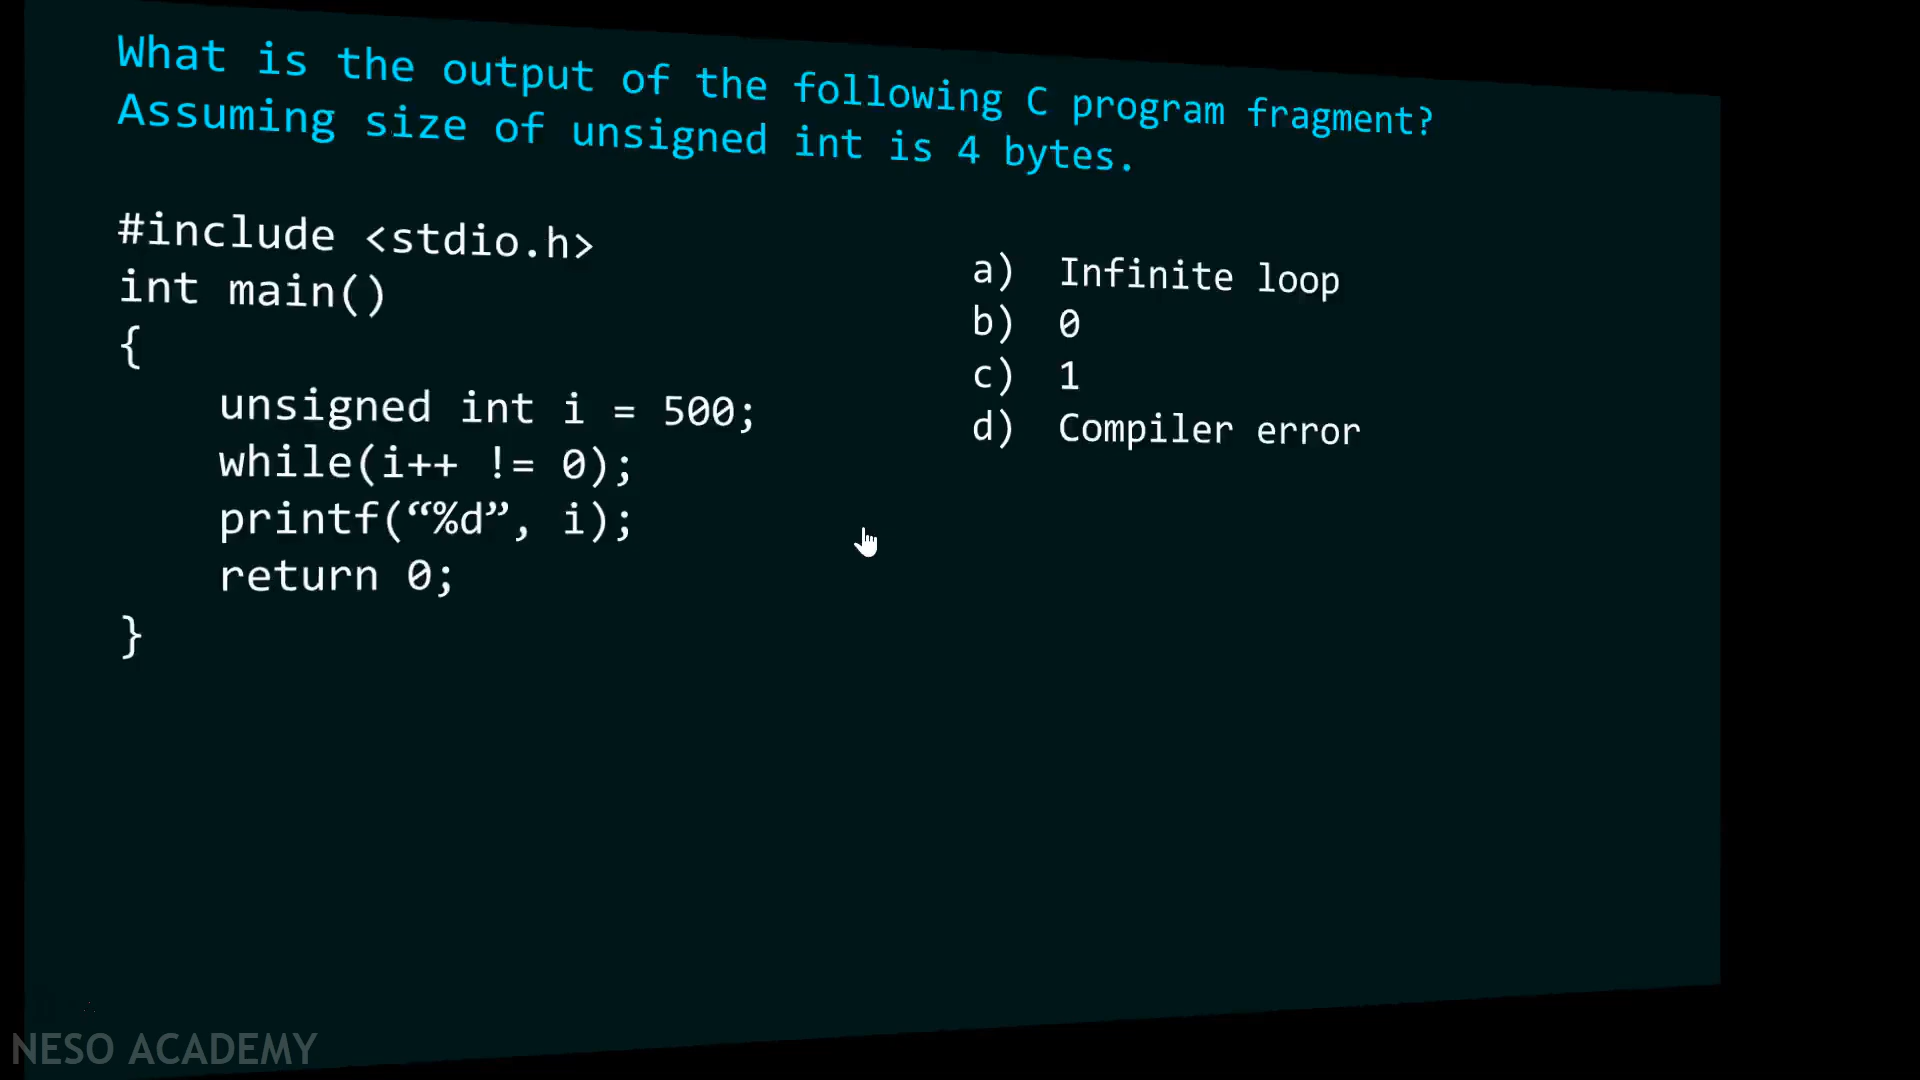 What is the output of the following C program fragment?
Assuming size of unsigned int is 4 bytes.
#include <stdio.h>
int main()
{
unsigned int i = 500;
while(i++ != 0);
printf(“%d”, i);
return 0;
}
a) Infinite loop
b) 0
c) 1
d) Compiler error
NESO ACADEMY